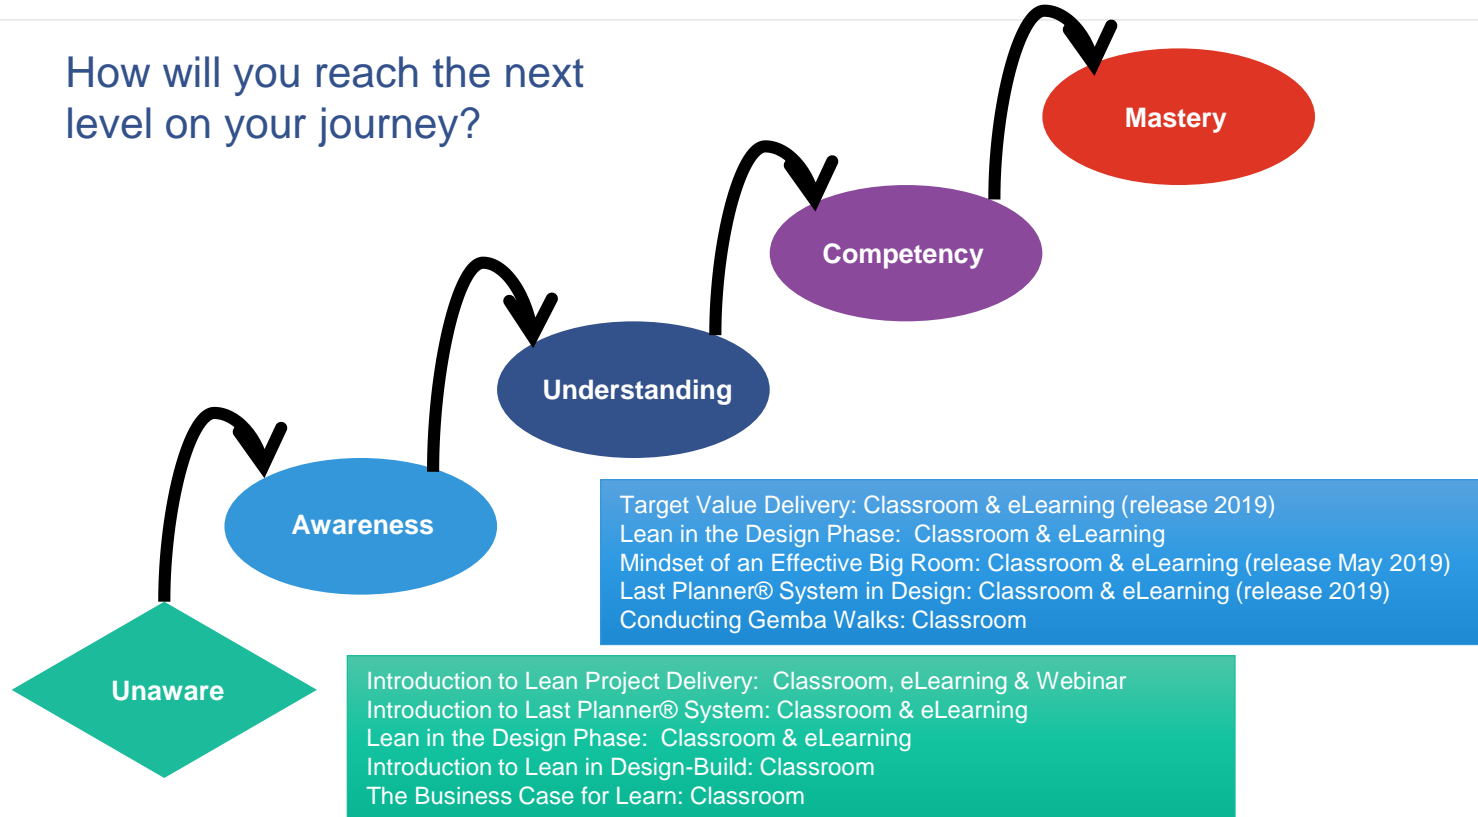 How will you reach the next
level on your journey?
Mastery
Competency
Understanding
Awareness
Target Value Delivery: Classroom & eLearning (release 2019)
Lean in the Design Phase:  Classroom & eLearning
Mindset of an Effective Big Room: Classroom & eLearning (release May 2019)
Last Planner® System in Design: Classroom & eLearning (release 2019)
Conducting Gemba Walks: Classroom
Unaware
Introduction to Lean Project Delivery:  Classroom, eLearning & Webinar
Introduction to Last Planner® System: Classroom & eLearning
Lean in the Design Phase:  Classroom & eLearning
Introduction to Lean in Design-Build: Classroom
The Business Case for Learn: Classroom